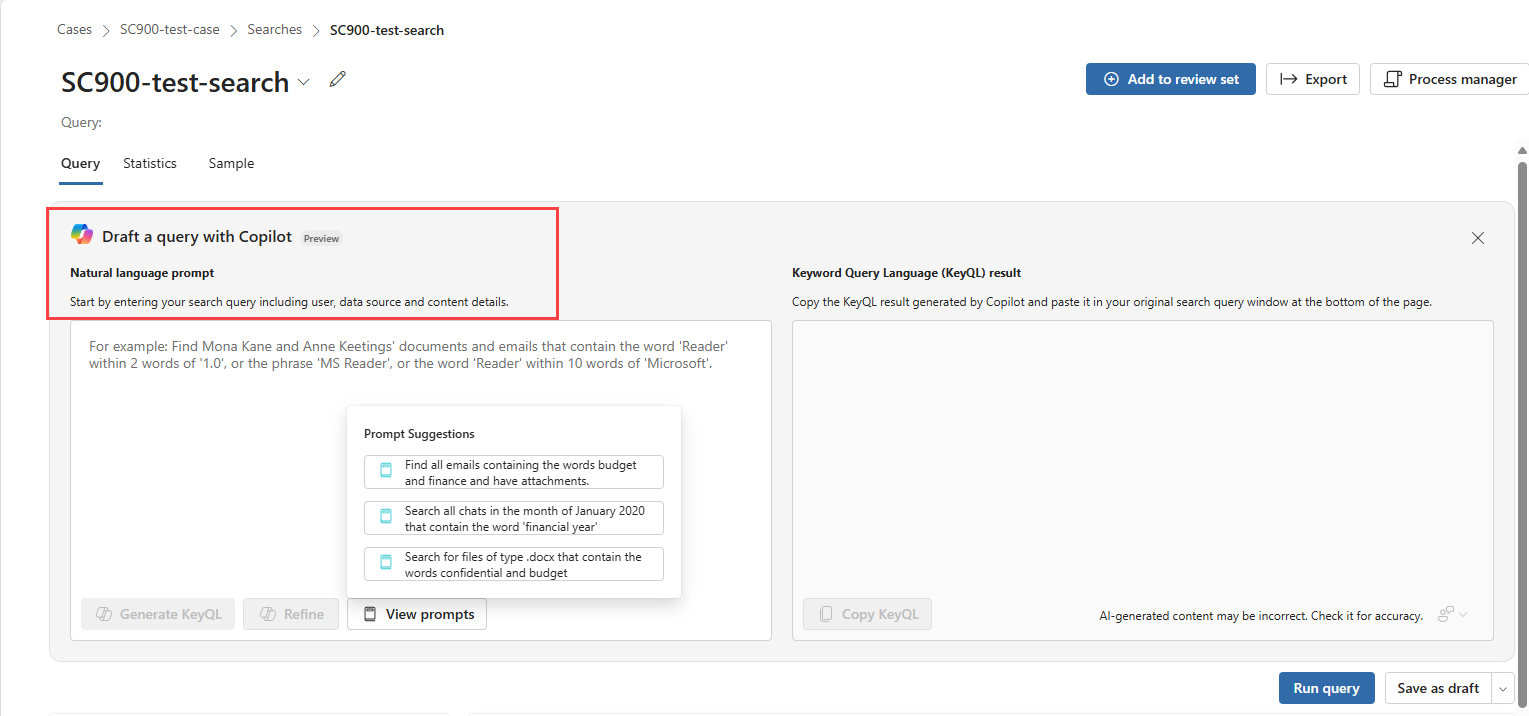 Cases > SC900-test-case > Searches > SC900-test-search
SC900-test-search
Add to review set
Export
Process manager
Query:
Query
Statistics
Sample
Draft a query with Copilot Preview
Natural language prompt
Start by entering your search query including user, data source and content details.
For example: Find Mona Kane and Anne Keetings' documents and emails that contain the word 'Reader'
within 2 words of '1.0', or the phrase 'MS Reader', or the word 'Reader' within 10 words of 'Microsoft'.
Prompt Suggestions
Find all emails containing the words budget
and finance and have attachments.
Search all chats in the month of January 2020
that contain the word 'financial year'
Search for files of type .docx that contain the
words confidential and budget
Generate KeyQL
Refine
View prompts
Keyword Query Language (KeyQL) result
Copy the KeyQL result generated by Copilot and paste it in your original search query window at the bottom of the page.
Copy KeyQL
AI-generated content may be incorrect. Check it for accuracy.
Run query
Save as draft